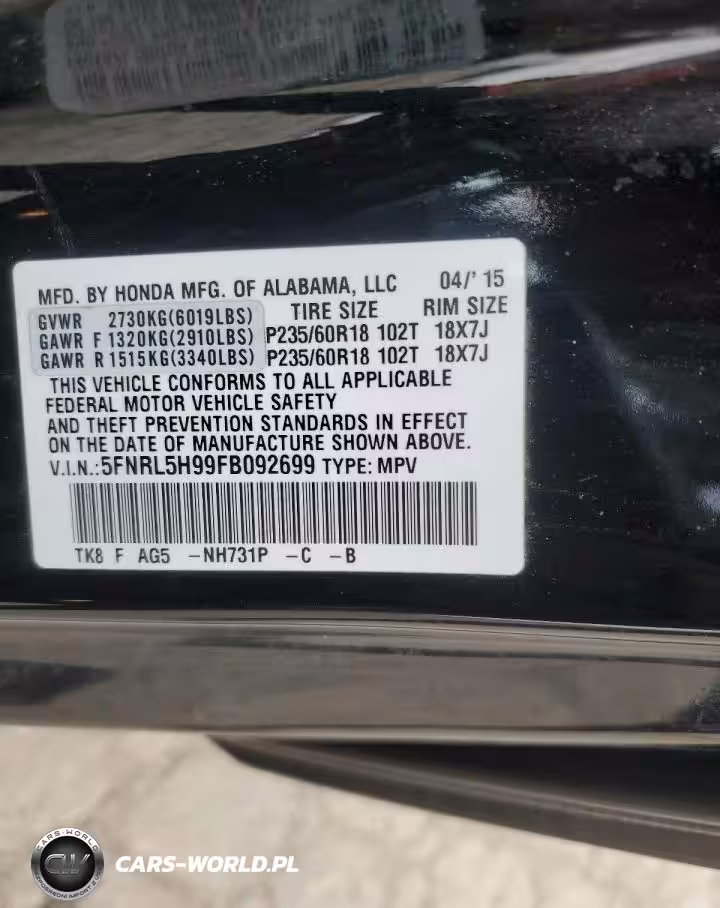 MFD. BY HONDA MFG. OF ALABAMA, LLC 04/' 15
GVWR 2730KG(6019LBS) TIRE SIZE RIM SIZE
GAWR F 1320KG(2910LBS) P235/60R18 102T 18X7J
GAWR R 1515KG(3340LBS) P235/60R18 102T 18X7J
THIS VEHICLE CONFORMS TO ALL APPLICABLE
FEDERAL MOTOR VEHICLE SAFETY
AND THEFT PREVENTION STANDARDS IN EFFECT
ON THE DATE OF MANUFACTURE SHOWN ABOVE.
V.I.N.:5FNRL5H99FB092699 TYPE: MPV
TK8 F AG5 -NH731P -C -B
CARS-WORLD
CW
CARS-WORLD.PL